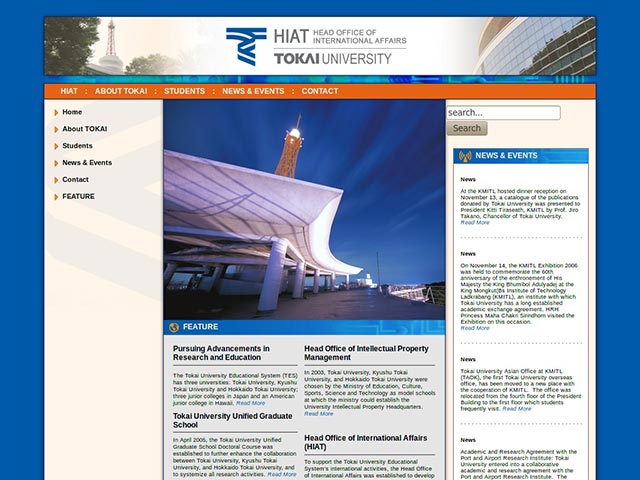 HIAT HEAD OFFICE OF
INTERNATIONAL AFFAIRS
TOKAI UNIVERSITY
HIAT : ABOUT TOKAI : STUDENTS : NEWS & EVENTS : CONTACT
Home
About TOKAI
Students
News & Events
Contact
FEATURE
search...
Search
FEATURE
Pursuing Advancements in
Research and Education
The Tokai University Educational System (TES)
has three universities: Tokai University, Kyushu
Tokai University and Hokkaido Tokai University;
three junior colleges in Japan and an American
junior college in Hawaii. Read More
Tokai University Unified Graduate
School
In April 2005, the Tokai University Unified
Graduate School Doctoral Course was
established to further enhance the collaboration
between Tokai University, Kyushu Tokai
University, and Hokkaido Tokai University, and
to systemize all research activities. Read More
Head Office of Intellectual Property
Management
In 2003, Tokai University, Kyushu Tokai
University, and Hokkaido Tokai University were
chosen by the Ministry of Education, Culture,
Sports, Science and Technology as model schools
at which the ministry could establish the
University Intellectual Property Headquarters.
Read More
Head Office of International Affairs
(HIAT)
To support the Tokai University Educational
System's international activities, the Head Office
of International Affairs was established to develop
NEWS & EVENTS
News
At the KMITL hosted dinner reception on
November 13, a catalogue of the publications
donated by Tokai University was presented to
President Kitti Tirasesth, KMITL by Prof. Jiro
Takano, Chancellor of Tokai University.
Read More
News
On November 14, the KMITL Exhibition 2006
was held to commemorate the 60th
anniversary of the enthronement of His
Majesty the King Bhumibol Adulyadej at the
King Mongkut(Bs Institute of Technology
Ladkrabang (KMITL), an institute with which
Tokai University has a long established
academic exchange agreement. HRH
Princess Maha Chakri Sirindhorn visited the
Exhibition on this occasion.
Read More
News
Tokai University Asian Office at KMITL
(TAOK), the first Tokai University overseas
office, has been moved to a new place with
the cooperation of KMITL. The office was
relocated from the fourth floor of the President
Building to the first floor which students
frequently visit. Read More
News
Academic and Research Agreement with the
Port and Airport Research Institute: Tokai
University entered into a collaborative
academic and research agreement with the
Port and Airport Research Institute. The